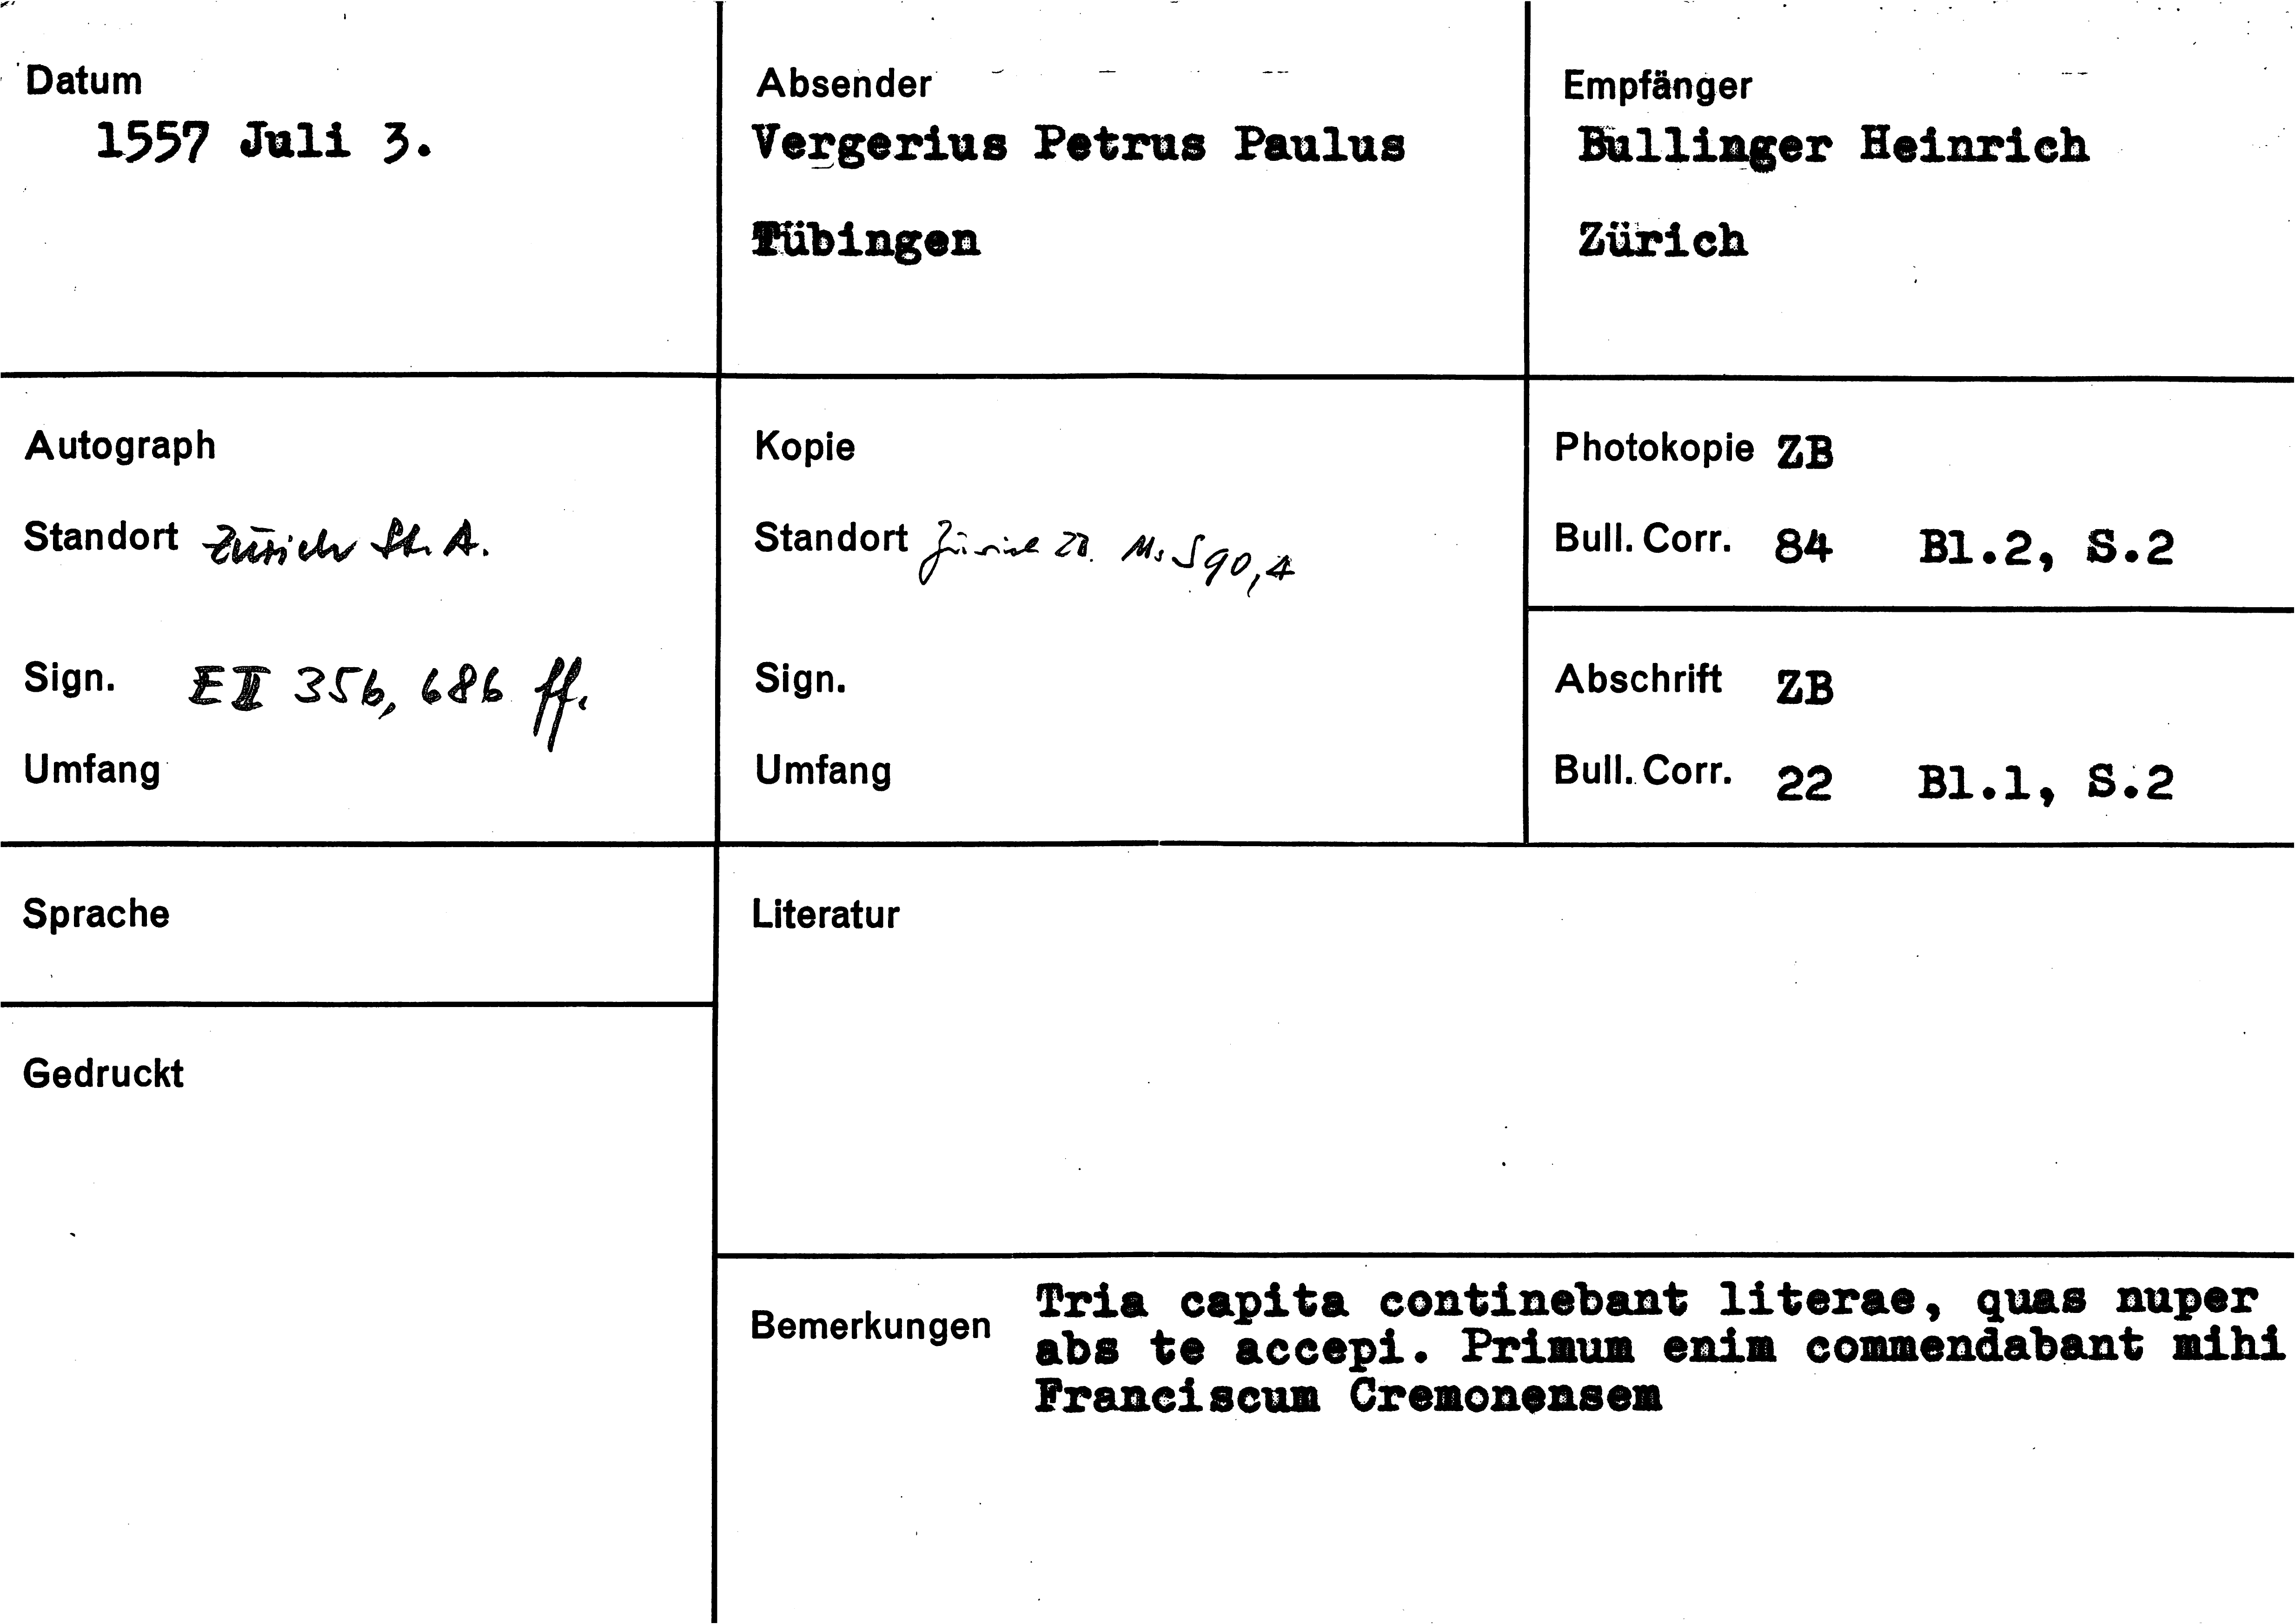 Datum
1557 Juli 3.
Absender
Vergerius Petrus Paulus
Tübingen
Empfänger
Bullinger Heinrich
Zürich
Autograph
Standort Zürich St. A.
Sign. E II 356, 686 ff.
Umfang
Kopie
Standort Zürich ZB. Ms S 90, 4
Sign.
Umfang
Photokopie ZB
Bull. Corr. 84 Bl.2, S.2
Abschrift ZB
Bull. Corr. 22 Bl.1, S.2
Sprache
Gedruckt
Literatur
Bemerkungen
Tria capita continebant literae, quas nuper
abs te accepi. Primum enim commendabant mihi
Franciscum Cremonensem